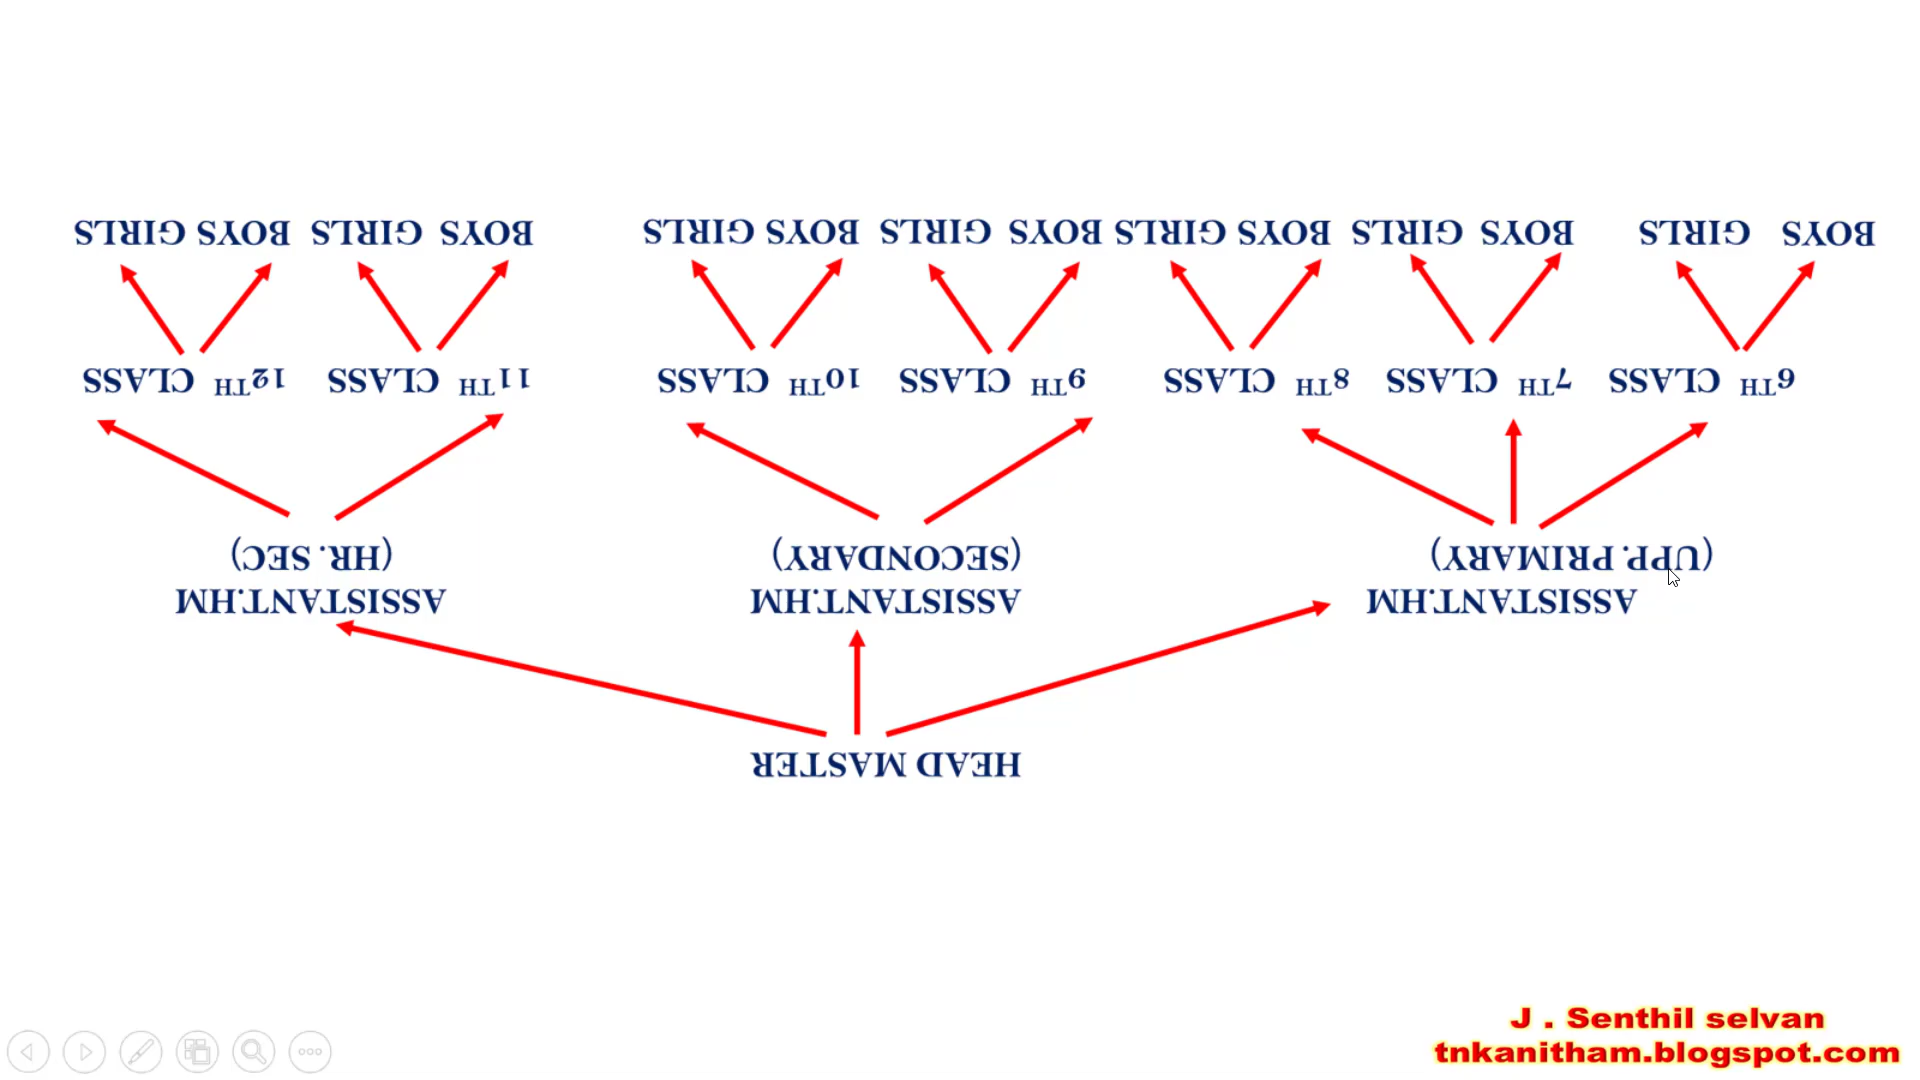 HEAD MASTER
ASSISTANT.HM
(UPP. PRIMARY)
ASSISTANT.HM
(SECONDARY)
ASSISTANT.HM
(HR. SEC)
6TH CLASS 7TH CLASS 8TH CLASS 9TH CLASS 10TH CLASS 11TH CLASS 12TH CLASS
BOYS GIRLS BOYS GIRLS BOYS GIRLS BOYS GIRLS BOYS GIRLS BOYS GIRLS BOYS GIRLS
J . Senthil selvan
tnkanitham.blogspot.com